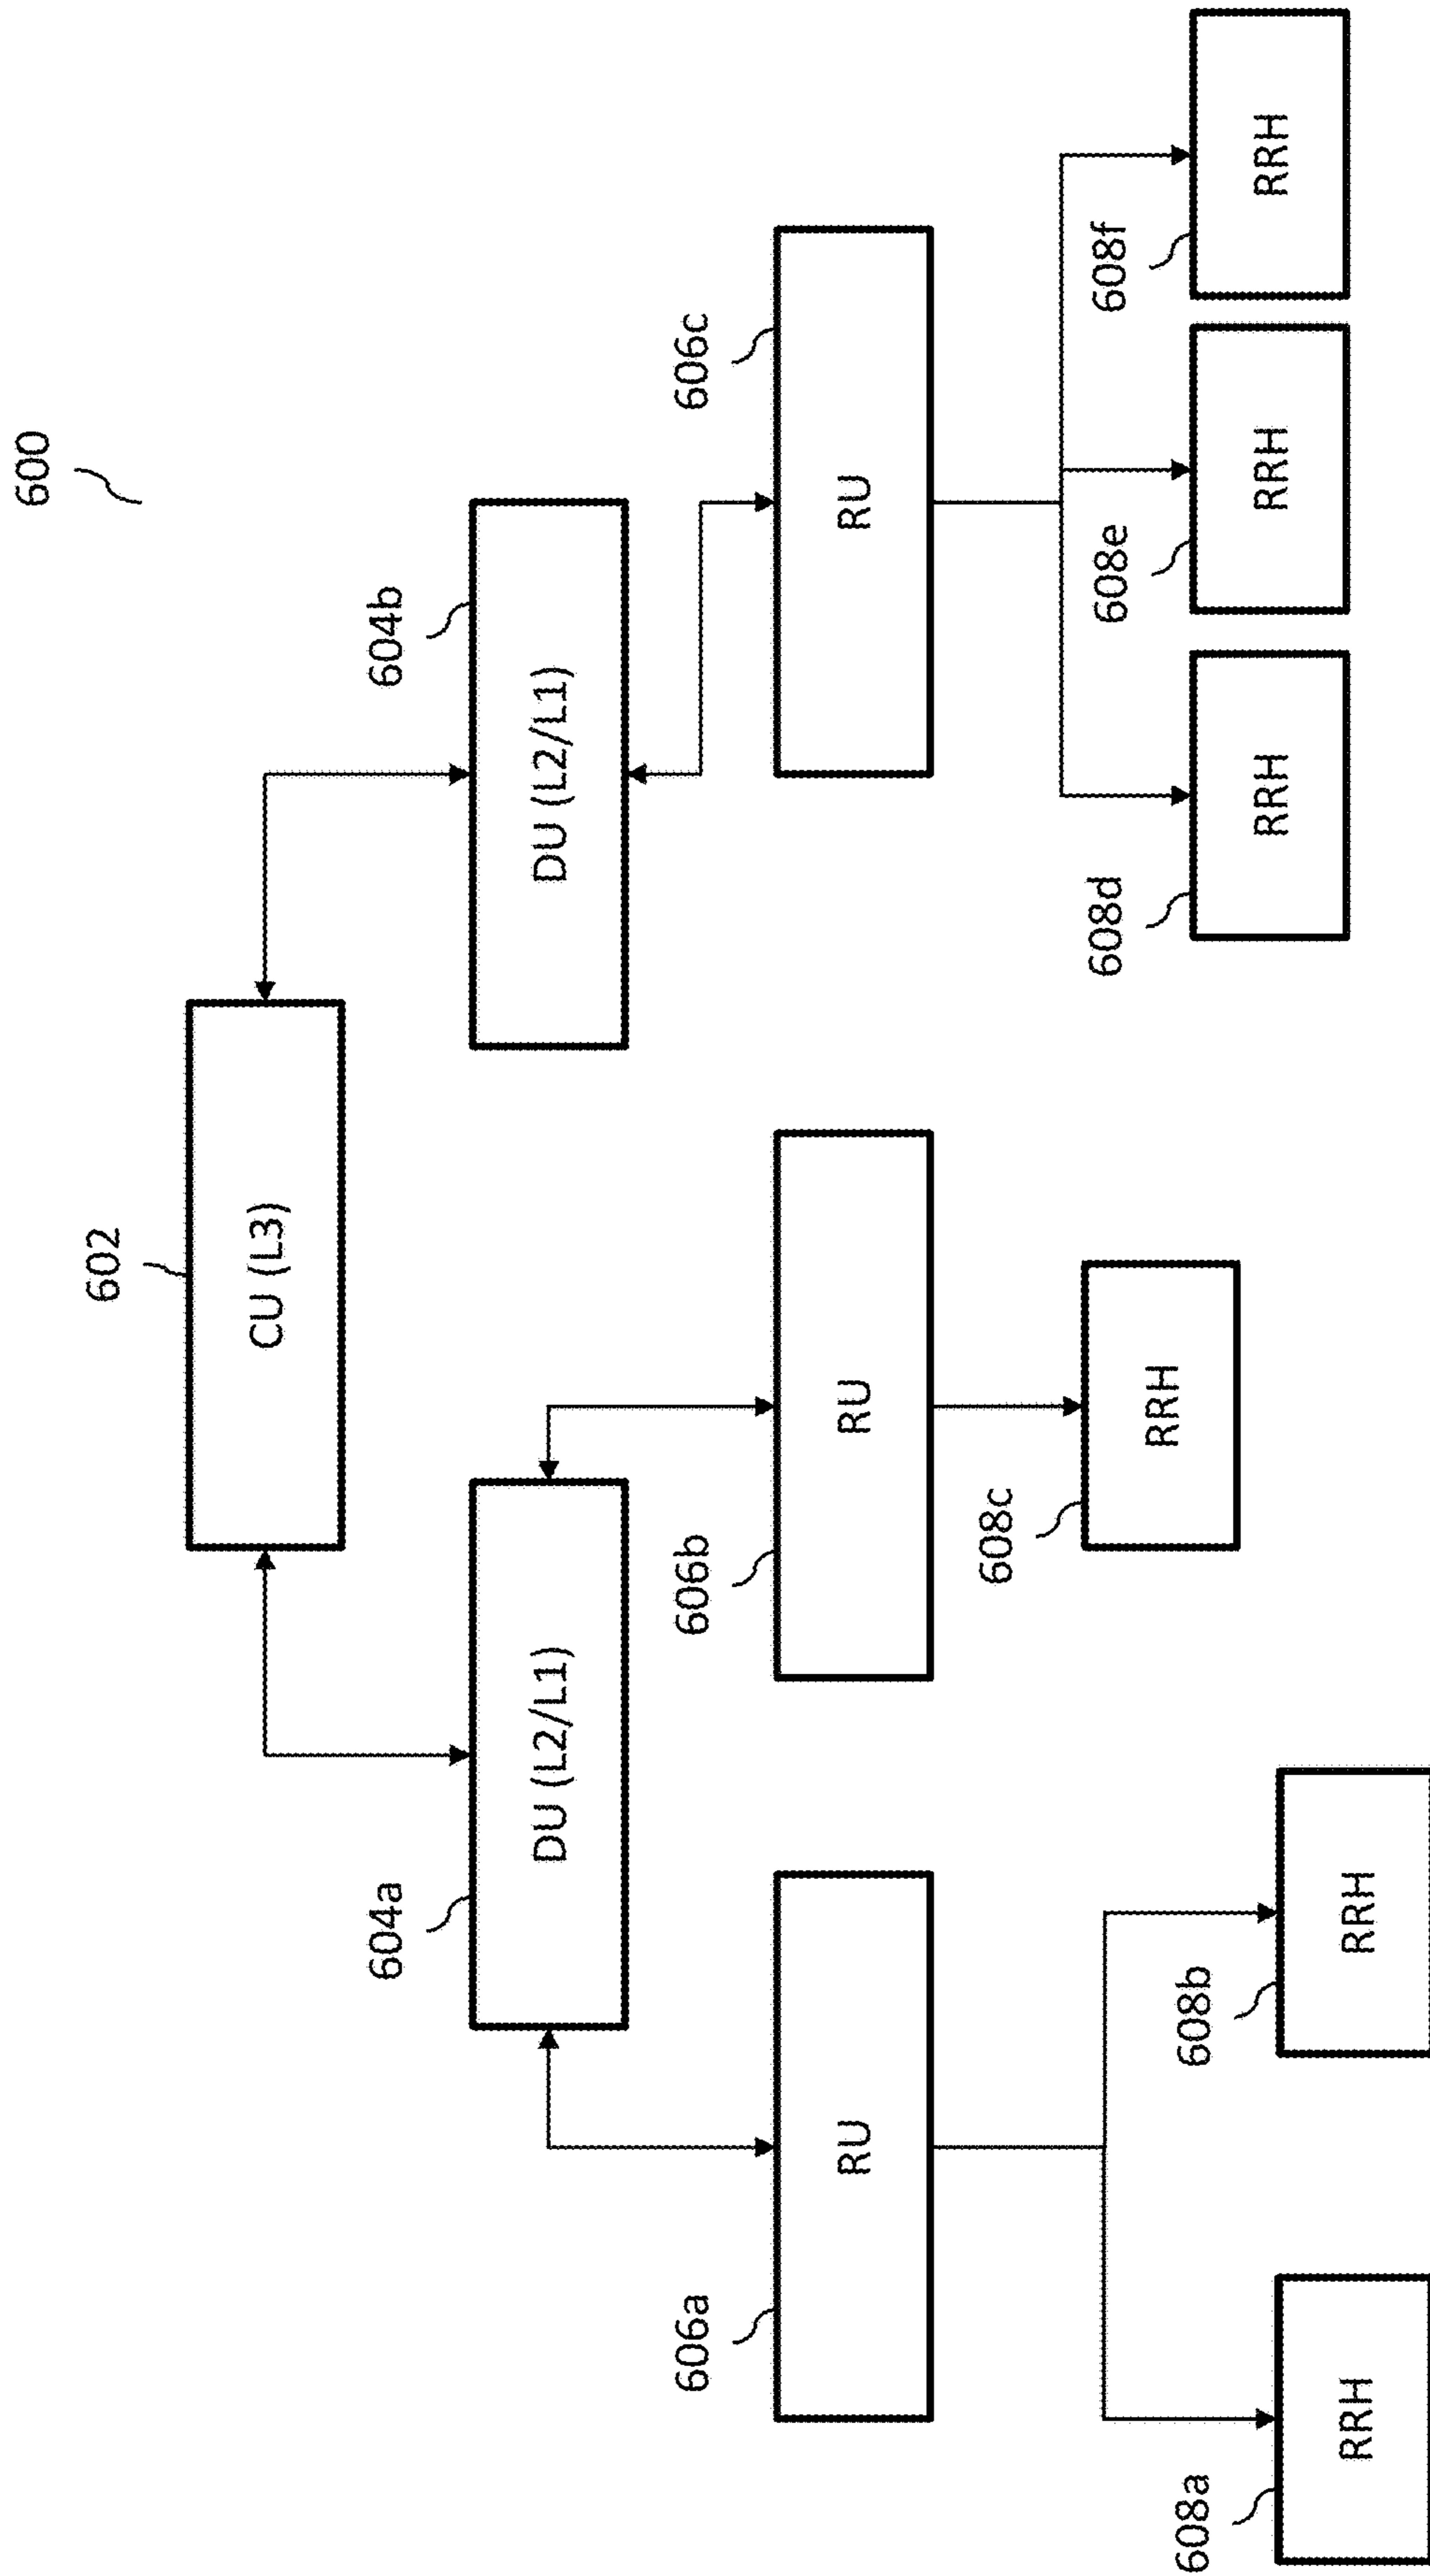 600
602
CU (L3)
604a
DU (L2/L1)
604b
DU (L2/L1)
606a
RU
606b
RU
606c
RU
608a
RRH
608b
RRH
608c
RRH
608d
RRH
608e
RRH
608f
RRH